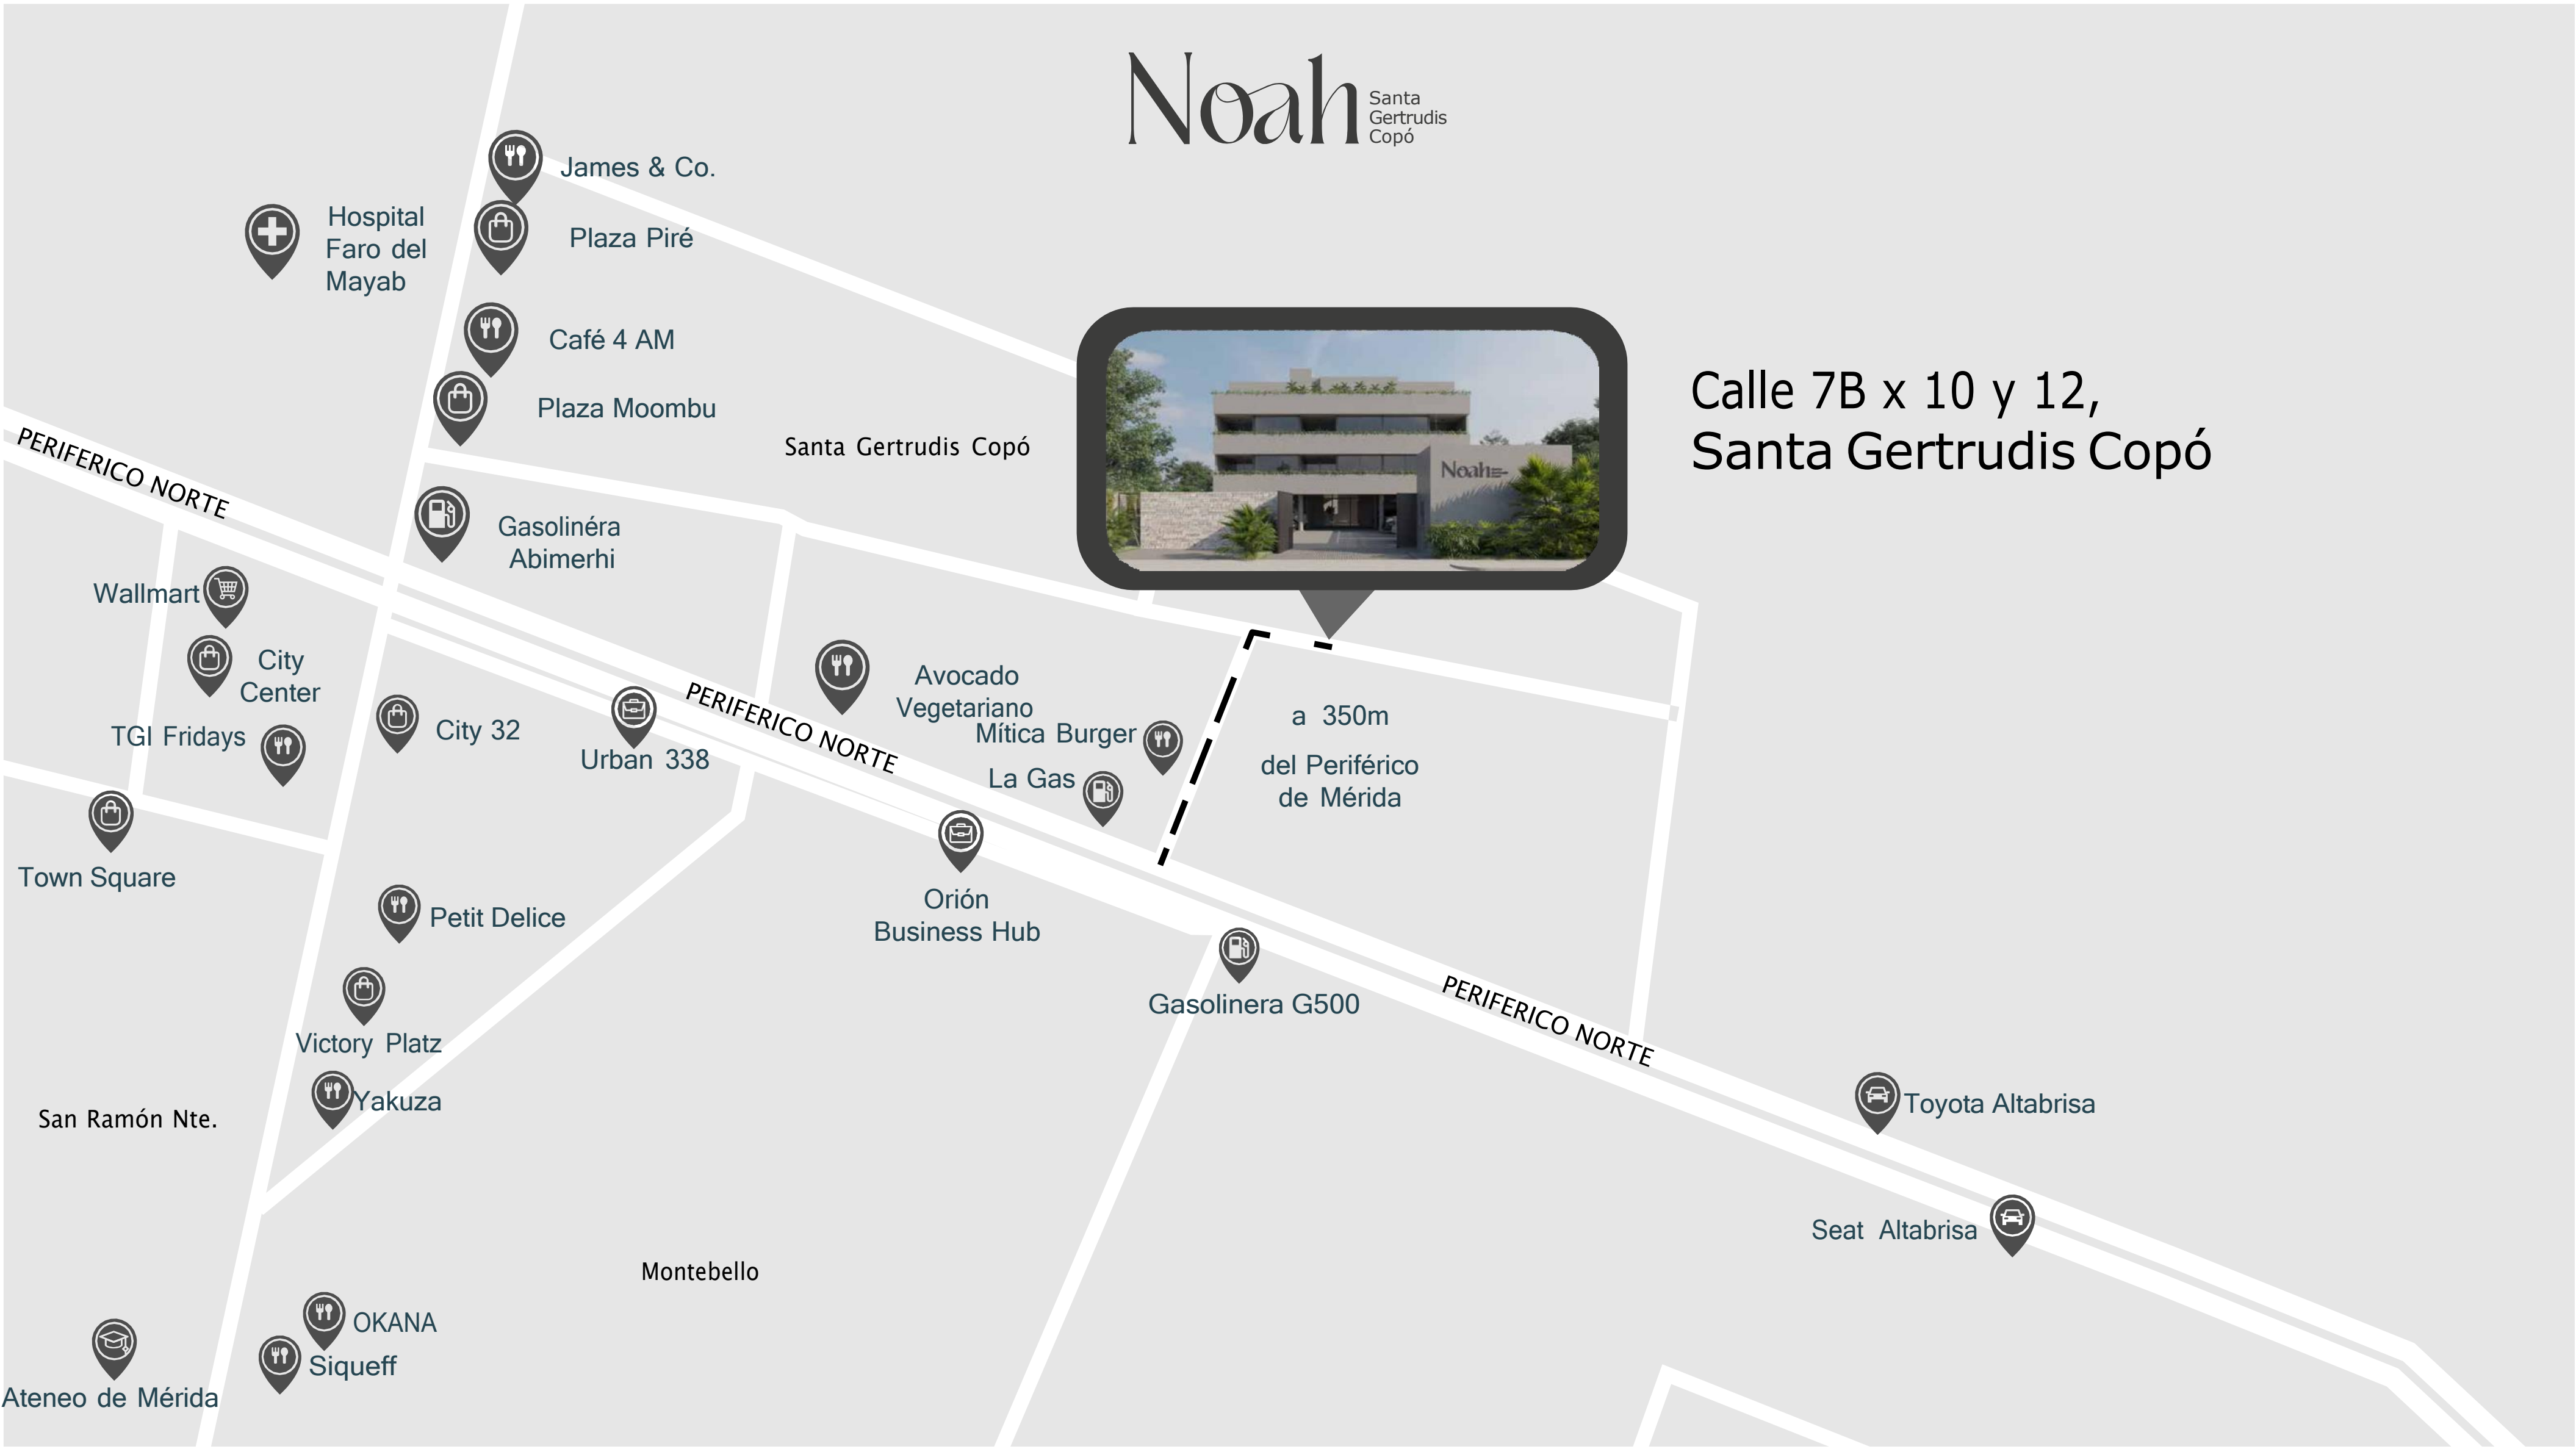 Noah
Santa
Gertrudis
Copó
James & Co.
Hospital
Faro del
Mayab
Plaza Piré
Café 4 AM
Plaza Moombu
Santa Gertrudis Copó
Noah
Calle 7B x 10 y 12,
Santa Gertrudis Copó
PERIFERICO NORTE
Gasolinéra
Abimerhi
Wallmart
City
Center
TGI Fridays
City 32
Urban 338
PERIFERICO NORTE
Avocado
Vegetariano
Mítica Burger
La Gas
a 350m
del Periférico
de Mérida
Town Square
Petit Delice
Orión
Business Hub
Gasolinera G500
PERIFERICO NORTE
Victory Platz
Yakuza
San Ramón Nte.
Toyota Altabrisa
Seat Altabrisa
Montebello
OKANA
Siqueff
Ateneo de Mérida